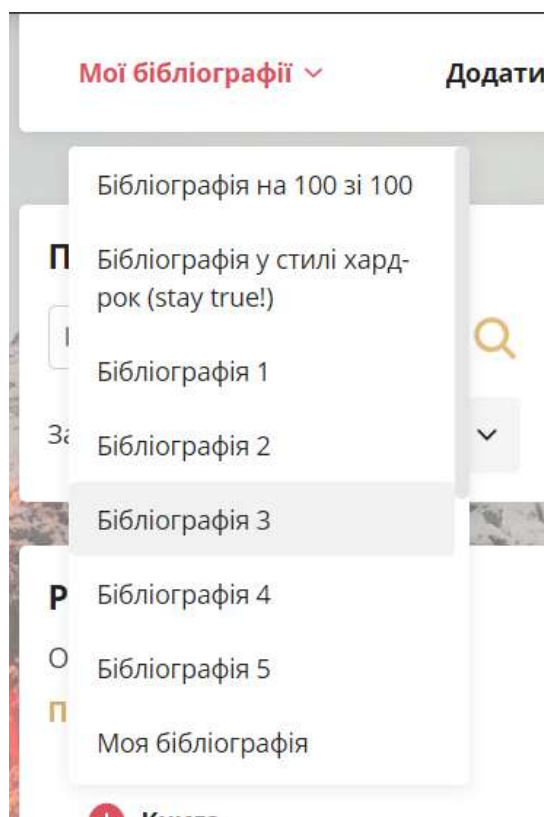 Мої бібліографії
Додати
Бібліографія на 100 зі 100
П
Бібліографія у стилі хард-
рок (stay true!)
Бібліографія 1
За
Бібліографія 2
Бібліографія 3
Р
Бібліографія 4
О
Бібліографія 5
П
Моя бібліографія